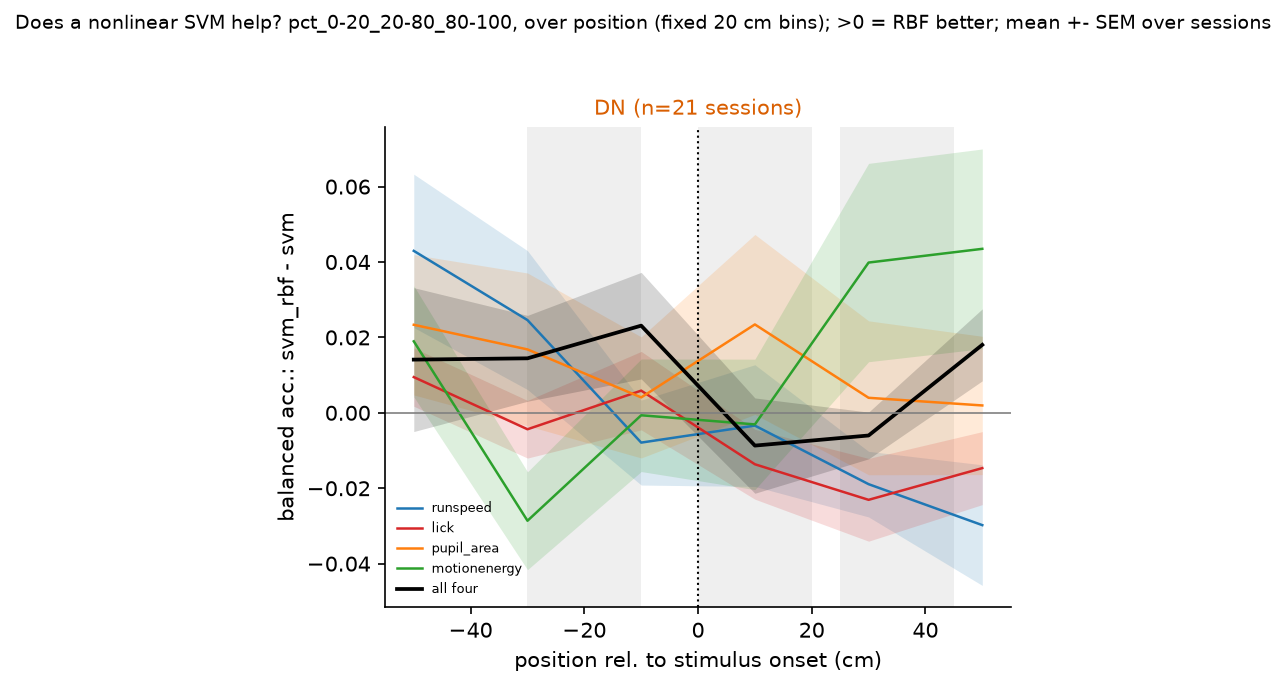 Does a nonlinear SVM help? pct_0-20_20-80_80-100, over position (fixed 20 cm bins); >0 = RBF better; mean +- SEM over sessions
DN (n=21 sessions)
balanced acc.: svm_rbf - svm
0.06
0.04
0.02
0.00
−0.02
−0.04
runspeed
lick
pupil_area
motionenergy
all four
−40
−20
0
20
40
position rel. to stimulus onset (cm)